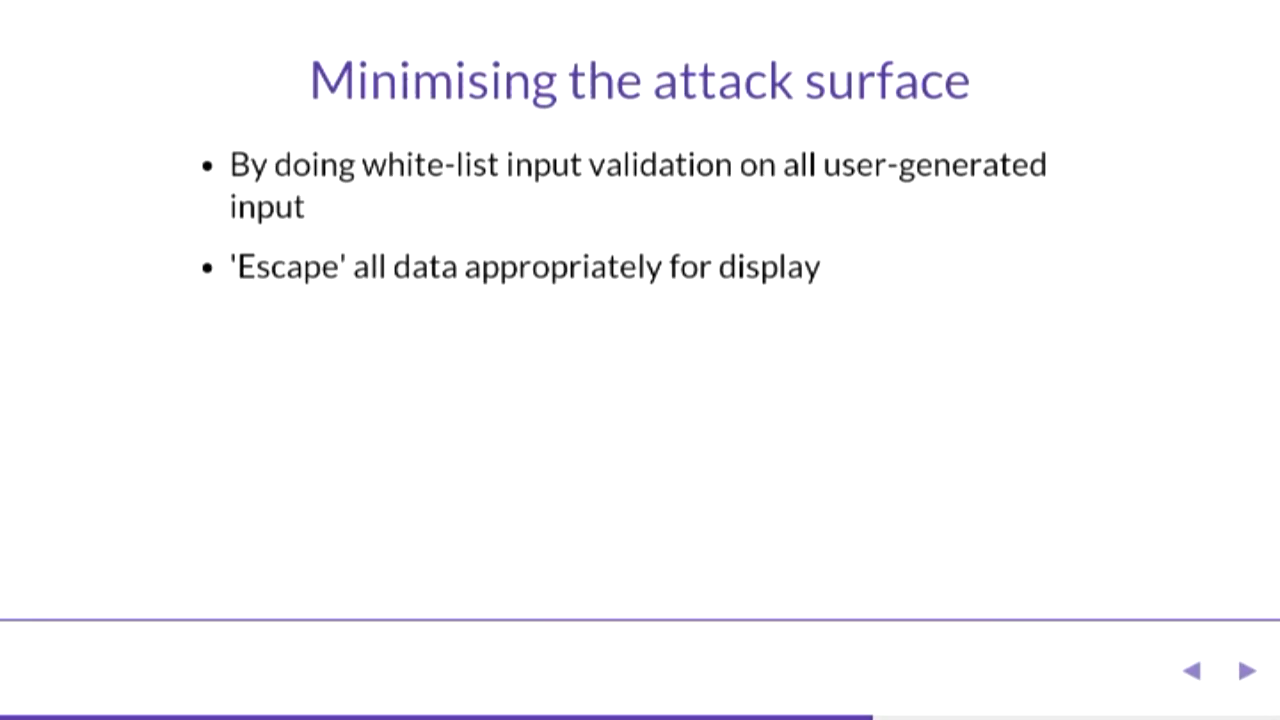 Minimising the attack surface
• By doing white-list input validation on all user-generated
input
• 'Escape' all data appropriately for display